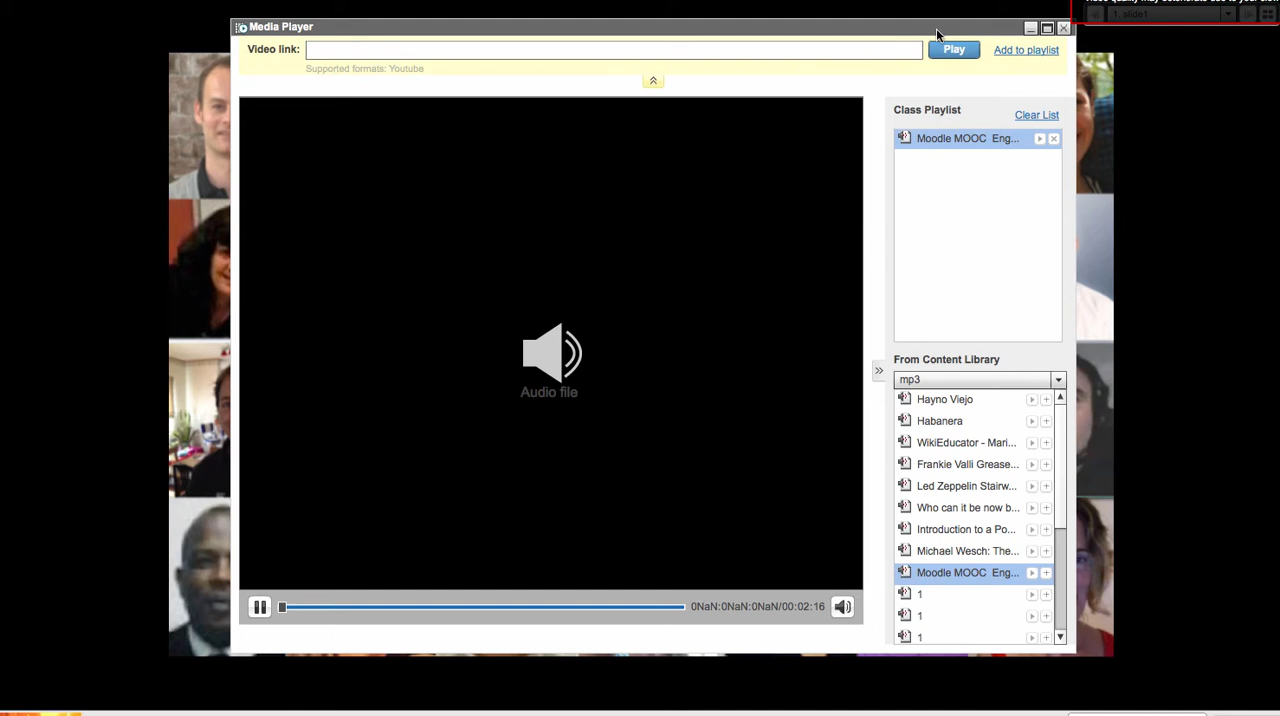 Media Player
1. slide1
Video link:
Play
Add to playlist
Supported formats: Youtube
Class Playlist
Clear List
Moodle MOOC Eng...
Audio file
From Content Library
mp3
Hayno Viejo
Habanera
WikiEducator - Mari...
Frankie Valli Grease...
Led Zeppelin Stairw...
Who can it be now b...
Introduction to a Po...
Michael Wesch: The...
Moodle MOOC Eng...
1
1
1
0NaN:0NaN:0NaN/00:02:16